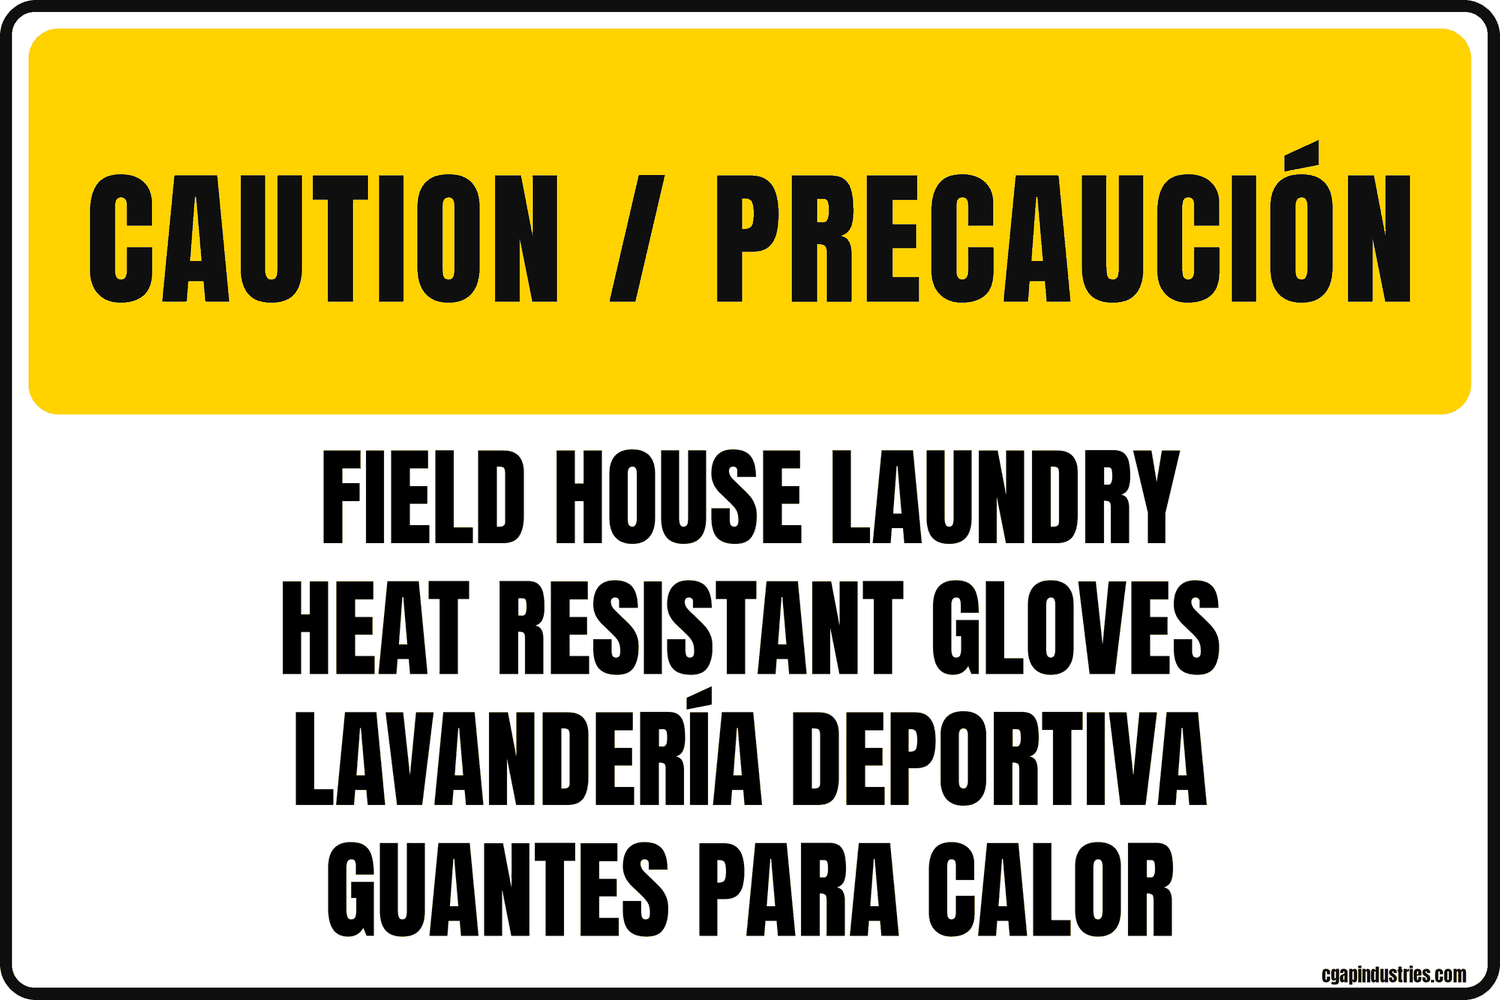 CAUTION / PRECAUCIÓN
FIELD HOUSE LAUNDRY
HEAT RESISTANT GLOVES
LAVANDERÍA DEPORTIVA
GUANTES PARA CALOR
cgapindustries.com